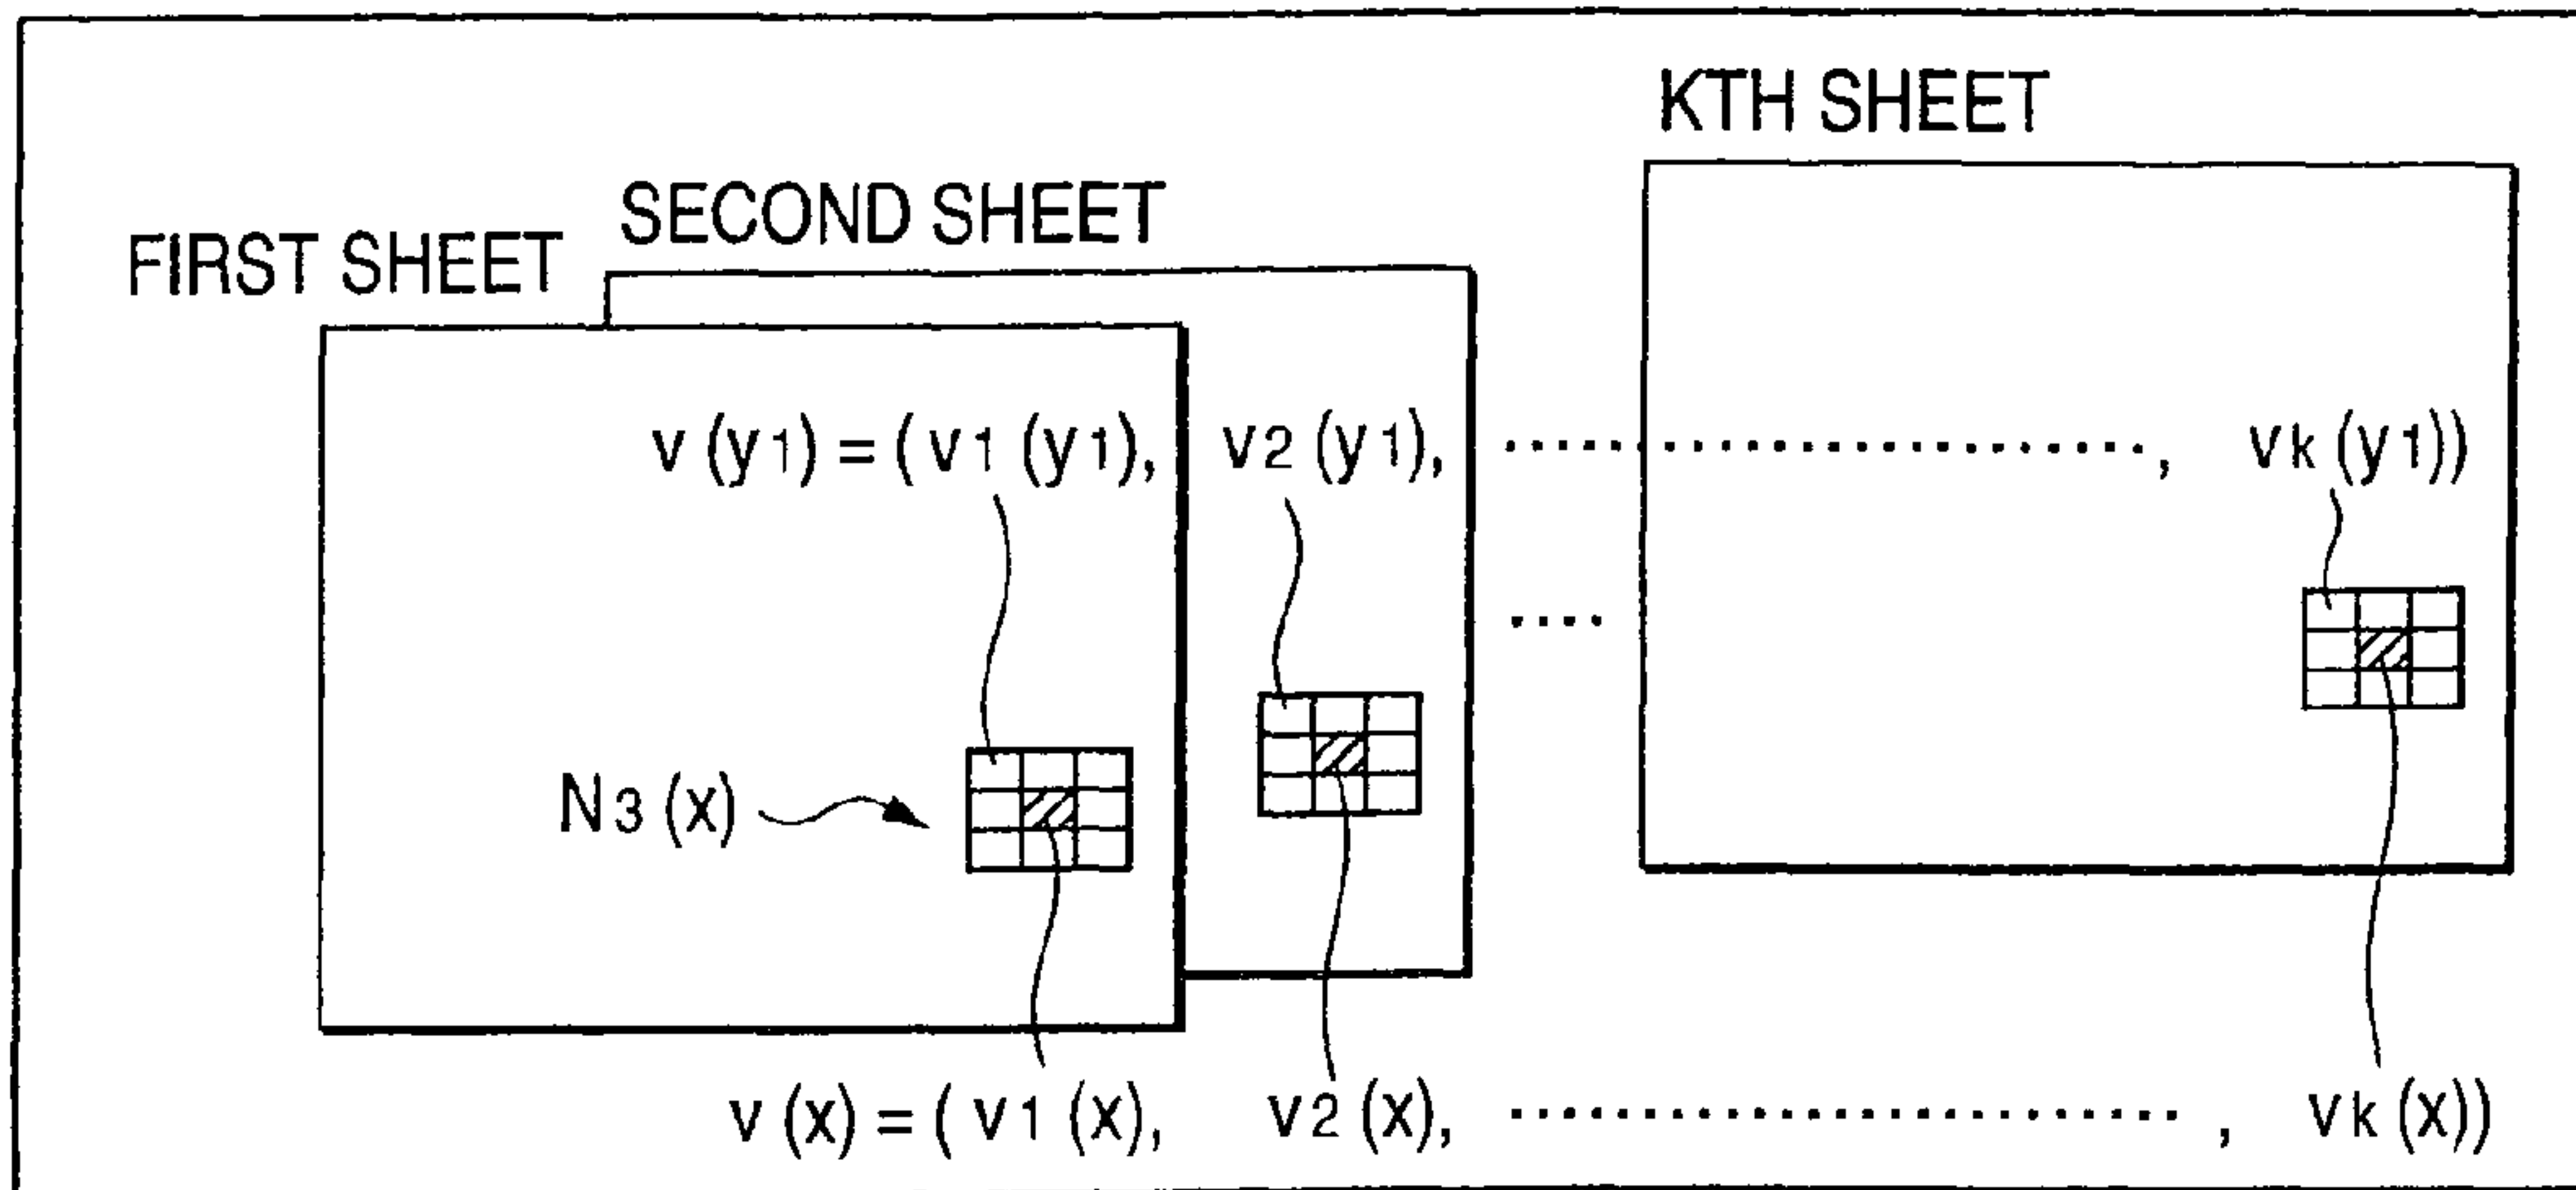 KTH SHEET
SECOND SHEET
FIRST SHEET
v (y1) = ( v1 (y1), v2 (y1), ........................, vk (y1))
....
N3 (x)
v (x) = ( v1 (x), v2 (x), ........................, vk (x))